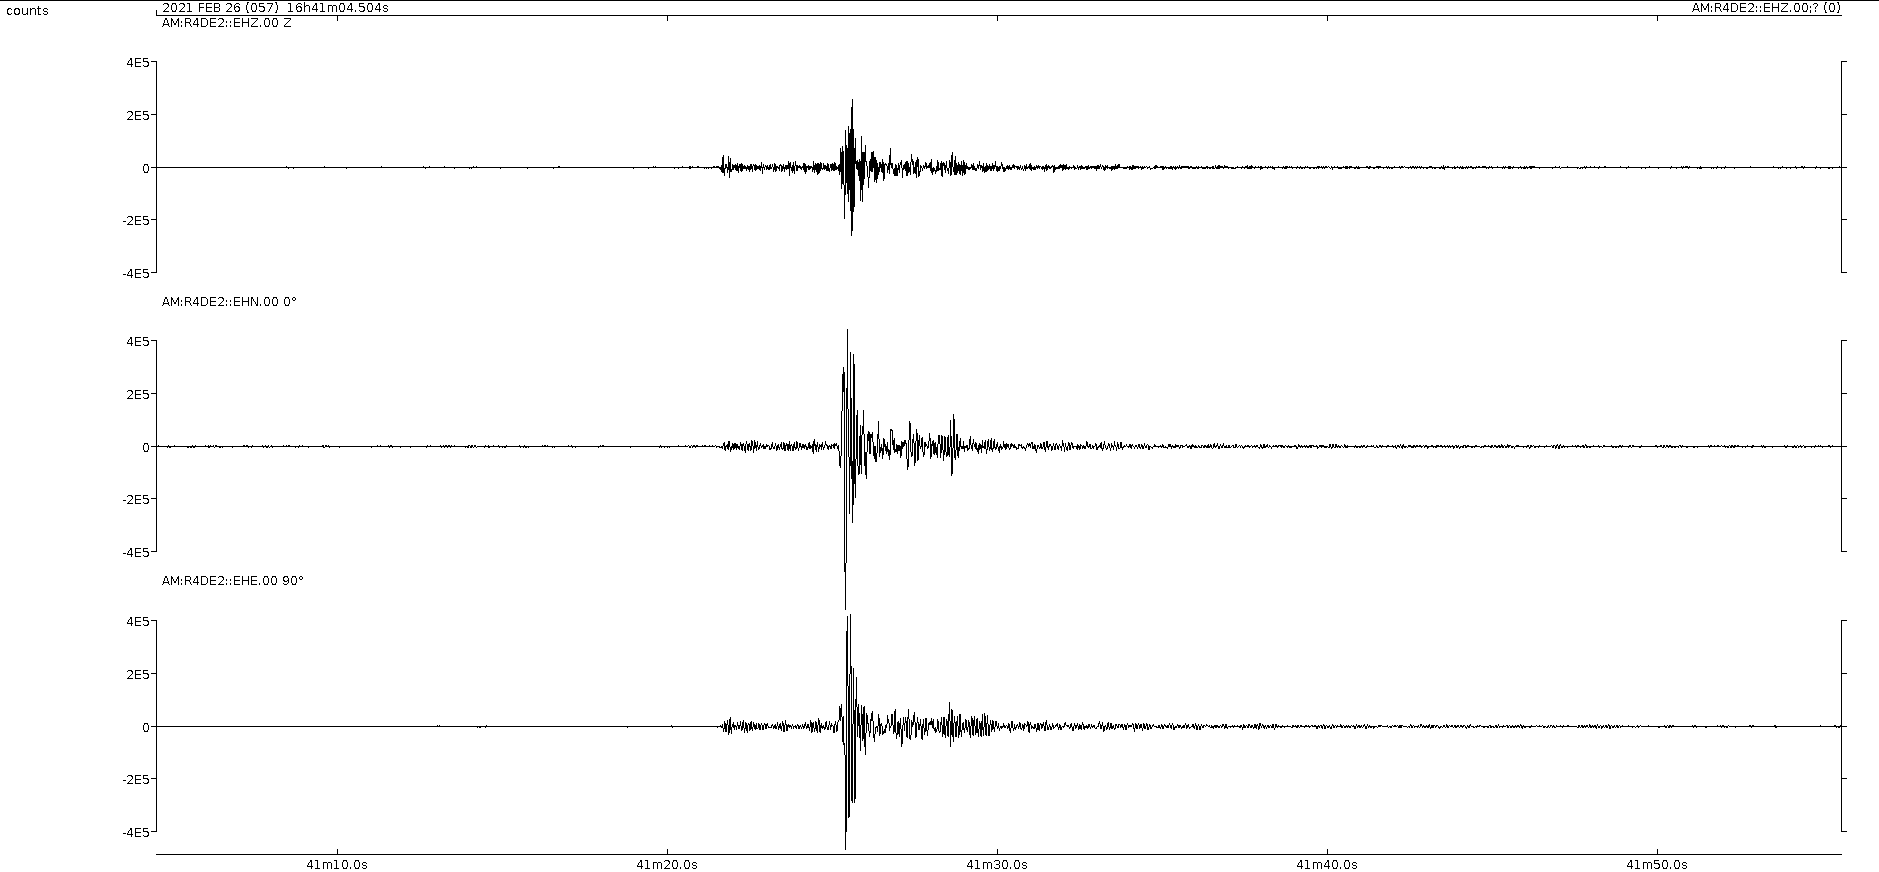 counts
2021 FEB 26 (057) 16h41m04.504s
AM:R4DE2::EHZ.00;? (0)
AM:R4DE2::EHZ.00 Z
4E5
2E5
0
-2E5
-4E5
AM:R4DE2::EHN.00 0°
4E5
2E5
0
-2E5
-4E5
AM:R4DE2::EHE.00 90°
4E5
2E5
0
-2E5
-4E5
41m10.0s 41m20.0s 41m30.0s 41m40.0s 41m50.0s